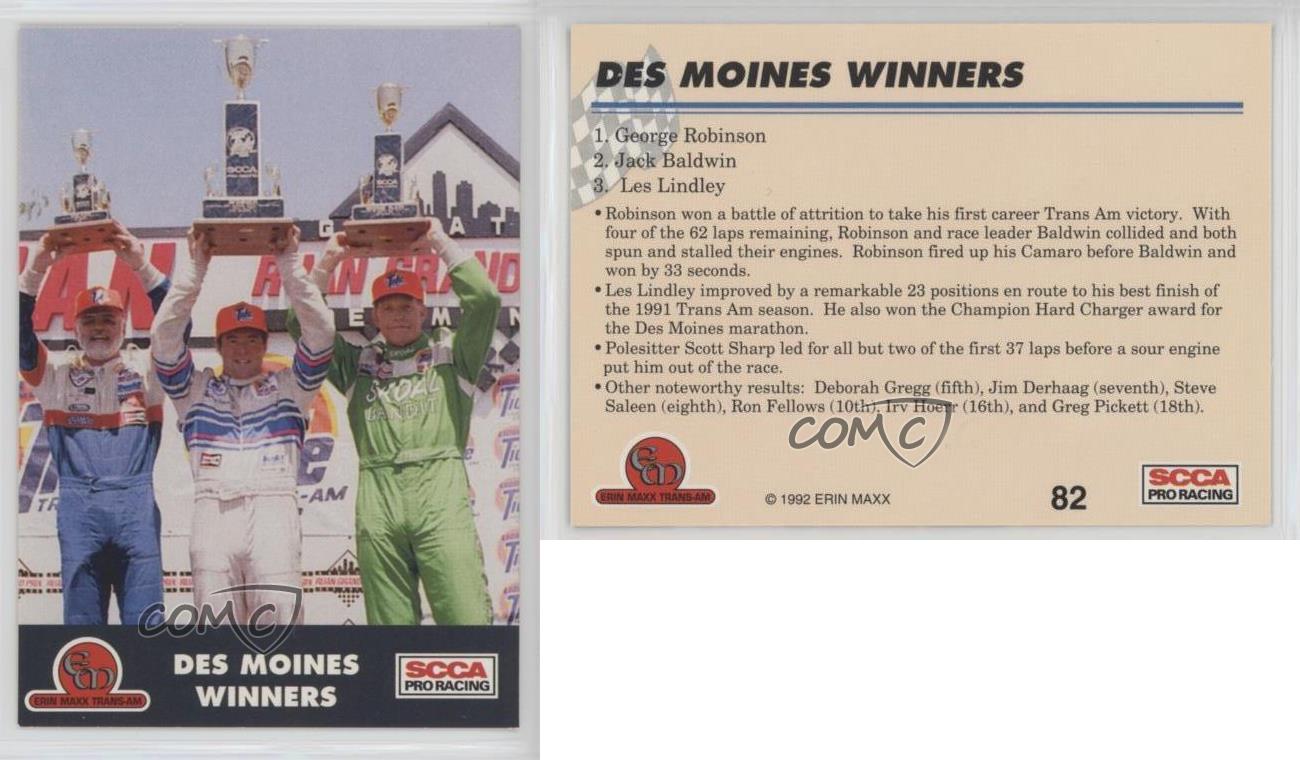 SCCA
SKOAL
BANDIT
COMC
EM
ERIN MAXX TRANS-AM
DES MOINES
WINNERS
SCCA
PRO RACING
DES MOINES WINNERS
1. George Robinson
2. Jack Baldwin
3. Les Lindley
• Robinson won a battle of attrition to take his first career Trans Am victory. With
four of the 62 laps remaining, Robinson and race leader Baldwin collided and both
spun and stalled their engines. Robinson fired up his Camaro before Baldwin and
won by 33 seconds.
• Les Lindley improved by a remarkable 23 positions en route to his best finish of
the 1991 Trans Am season. He also won the Champion Hard Charger award for
the Des Moines marathon.
• Polesitter Scott Sharp led for all but two of the first 37 laps before a sour engine
put him out of the race.
• Other noteworthy results: Deborah Gregg (fifth), Jim Derhaag (seventh), Steve
Saleen (eighth), Ron Fellows (10th), Irv Hoerr (16th), and Greg Pickett (18th).
COMC
EM
ERIN MAXX TRANS-AM
© 1992 ERIN MAXX
82
SCCA
PRO RACING